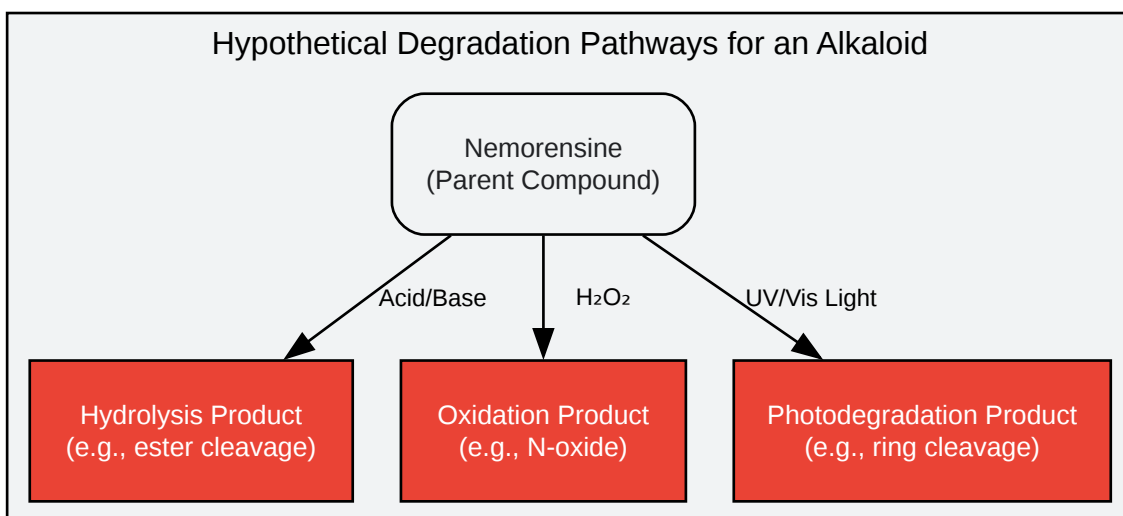 Hypothetical Degradation Pathways for an Alkaloid
Nemorensine
(Parent Compound)
Acid/Base
H₂O₂
UV/Vis Light
Hydrolysis Product
(e.g., ester cleavage)
Oxidation Product
(e.g., N-oxide)
Photodegradation Product
(e.g., ring cleavage)